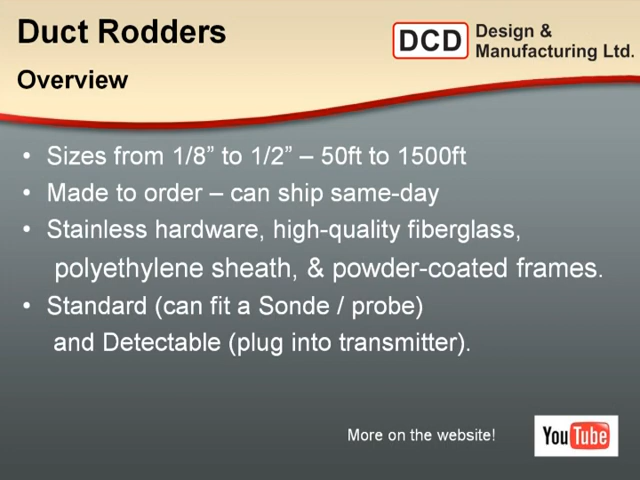 Duct Rodders
Overview
DCD Design &
Manufacturing Ltd.
• Sizes from 1/8” to 1/2” – 50ft to 1500ft
• Made to order – can ship same-day
• Stainless hardware, high-quality fiberglass,
polyethylene sheath, & powder-coated frames.
• Standard (can fit a Sonde / probe)
and Detectable (plug into transmitter).
More on the website!
YouTube